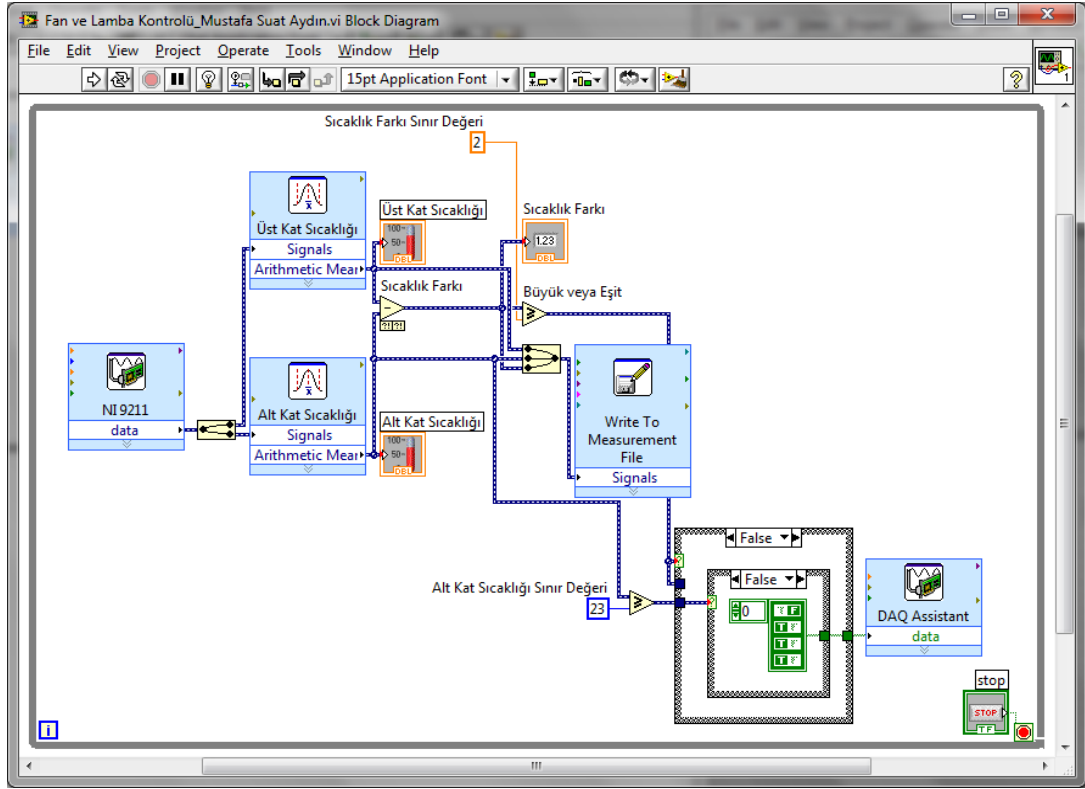 Fan ve Lamba Kontrolü_Mustafa Suat Aydın.vi Block Diagram
File Edit View Project Operate Tools Window Help
15pt Application Font
1
Sıcaklık Farkı Sınır Değeri
2
Üst Kat Sıcaklığı
Signals
Arithmetic Mear
Üst Kat Sıcaklığı
100-
50-
DBL
Sıcaklık Farkı
1.23
DBL
Sıcaklık Farkı
?!?!
Büyük veya Eşit
NI 9211
data
Alt Kat Sıcaklığı
Signals
Arithmetic Mear
Alt Kat Sıcaklığı
100-
50-
DBL
Write To
Measurement
File
Signals
False
False
Alt Kat Sıcaklığı Sınır Değeri
23
0
F
T
T
T
DAQ Assistant
data
stop
STOP
TF
i